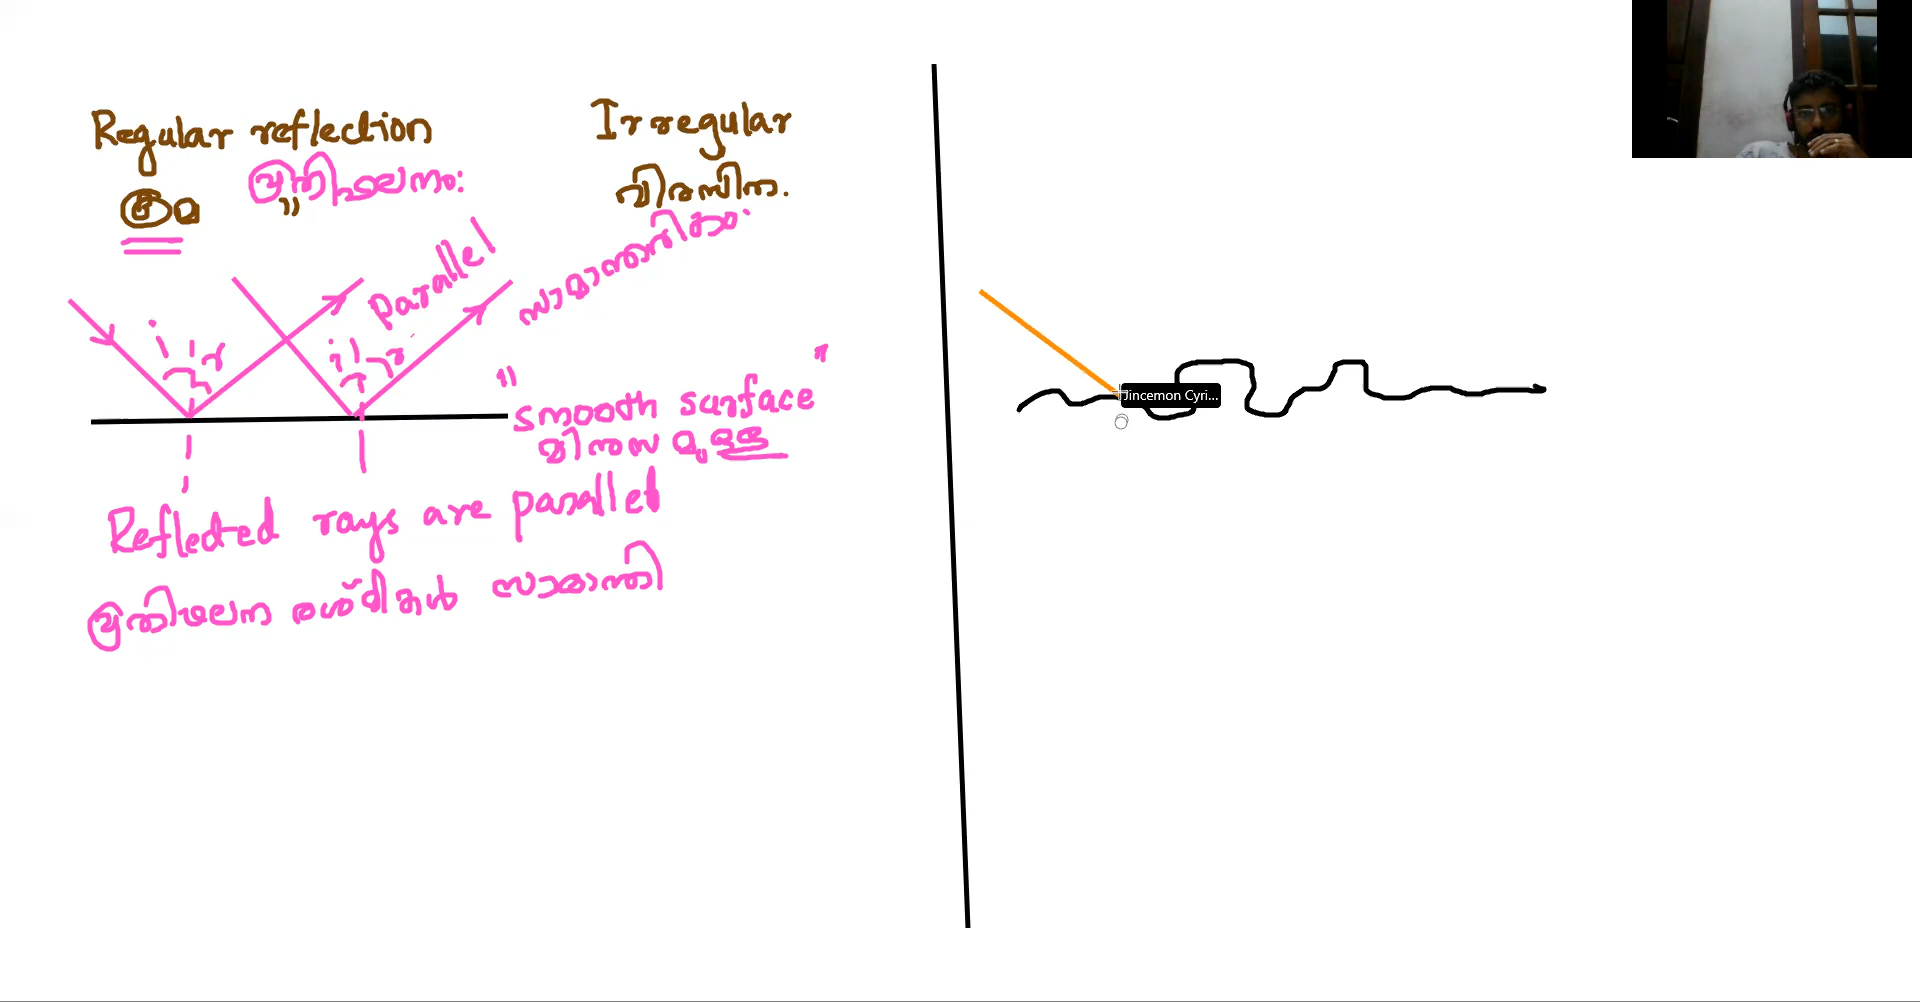 Regular reflection
ക്രമ " പ്രതിഫലനം:
Irregular
വിസരിത.
i r
i r
parallel
സമാന്തരികം.
" smooth surface "
മിനുസമുള്ള
Reflected rays are parallel
പ്രതിഫലന രശ്മികൾ സമാന്തരി
Jincemon Cyri...